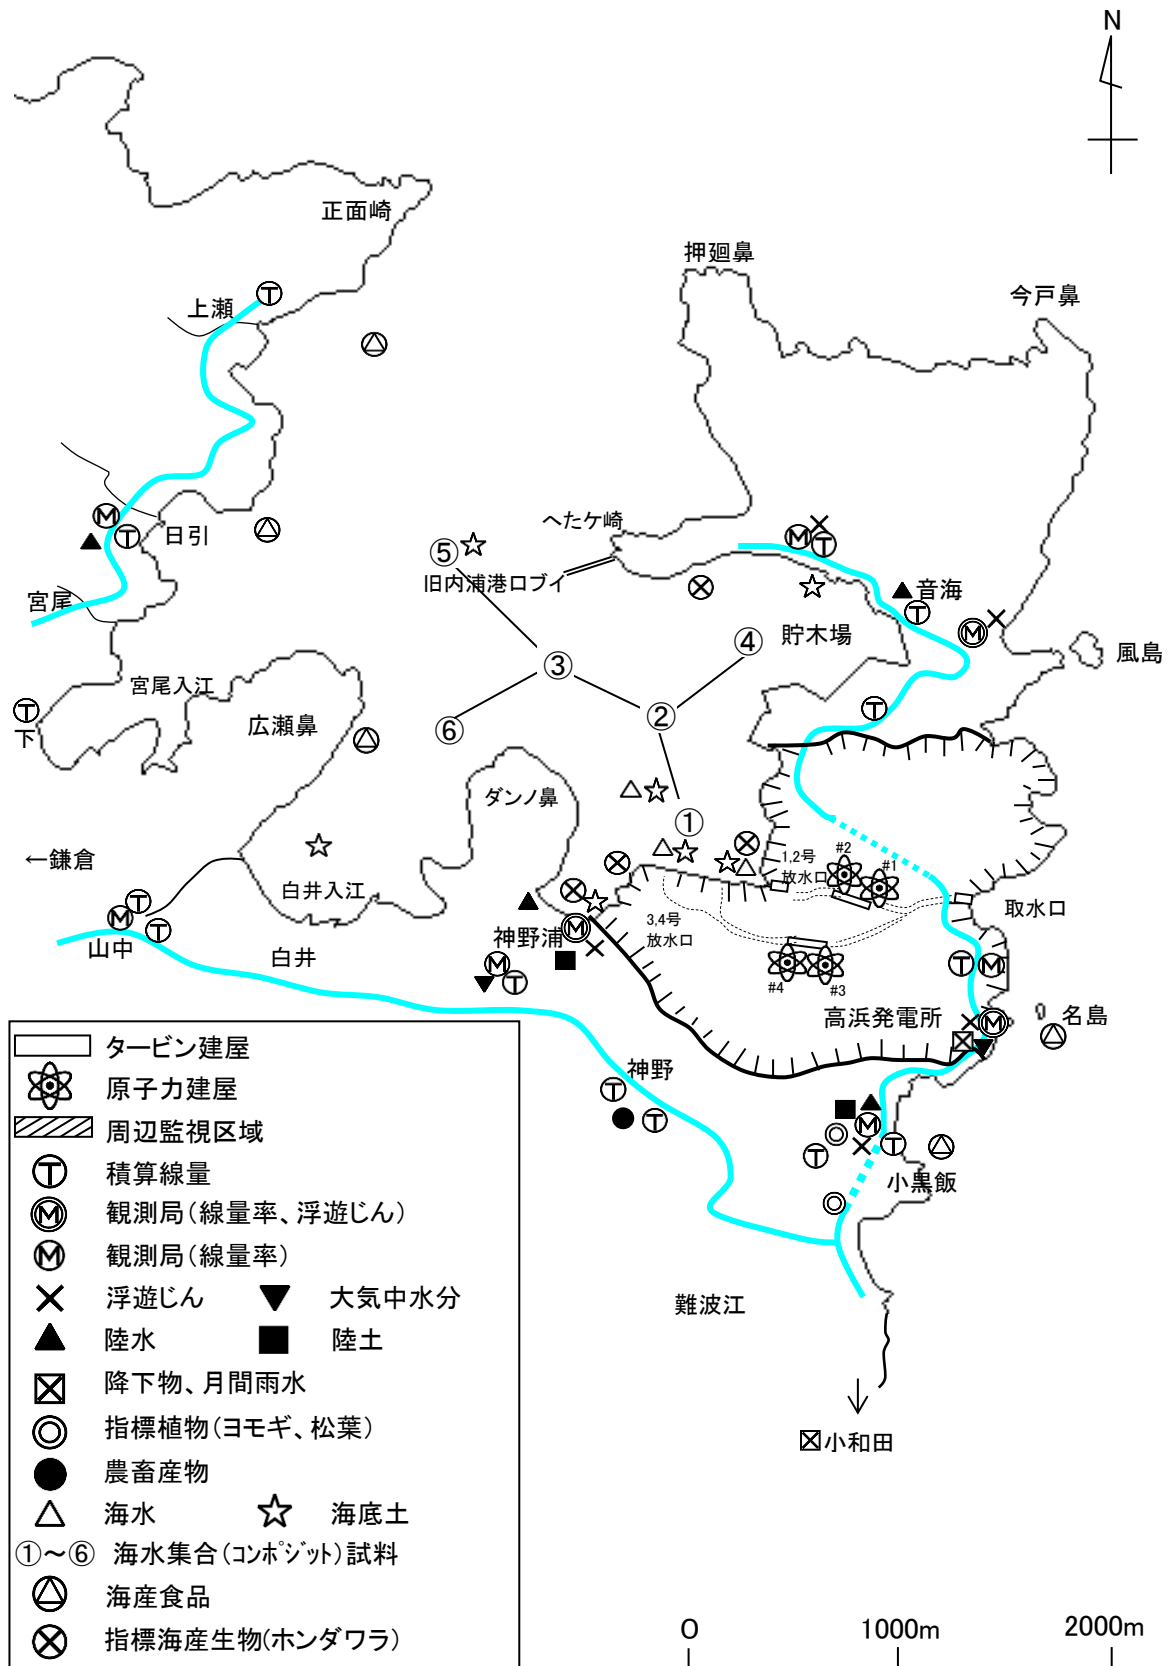 N
正面崎
押廻鼻
今戸鼻
上瀬
T
M
T
日引
宮尾
へたケ崎
M
T
⑤
旧内浦港口ブイ
音海
T
M
貯木場
④
③
風島
宮尾入江
T
下
広瀬鼻
②
⑥
T
ダンノ鼻
①
←鎌倉
#2
#1
1,2号
放水口
白井入江
T
M
T
山中
白井
神野浦
M
3,4号
放水口
取水口
M
T
#4
#3
T
M
高浜発電所
M
名島
神野
T
T
M
T
T
小黒飯
難波江
小和田
タービン建屋
原子力建屋
周辺監視区域
T 積算線量
M 観測局(線量率、浮遊じん)
M 観測局(線量率)
浮遊じん 大気中水分
陸水 陸土
降下物、月間雨水
指標植物(ヨモギ、松葉)
農畜産物
海水 海底土
①～⑥ 海水集合(コンポジット)試料
海産食品
指標海産生物(ホンダワラ)
O 1000m 2000m